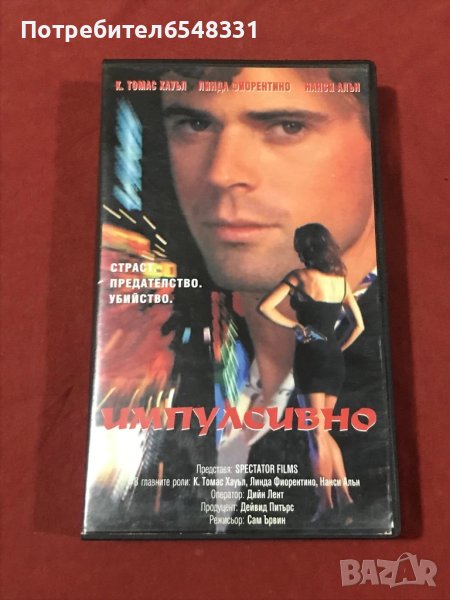 Потребител6548331
К. ТОМАС ХАУЪЛ ЛИНДА ФИОРЕНТИНО НАНСИ АЛЪН
СТРАСТ.
ПРЕДАТЕЛСТВО.
УБИЙСТВО.
ИМПУЛСИВНО
Представя: SPECTATOR FILMS
В главните роли: К. Томас Хауъл, Линда Фиорентино, Нанси Алън
Оператор: Дийн Лент
Продуцент: Дейвид Питърс
Режисьор: Сам Ървин
BAZAR